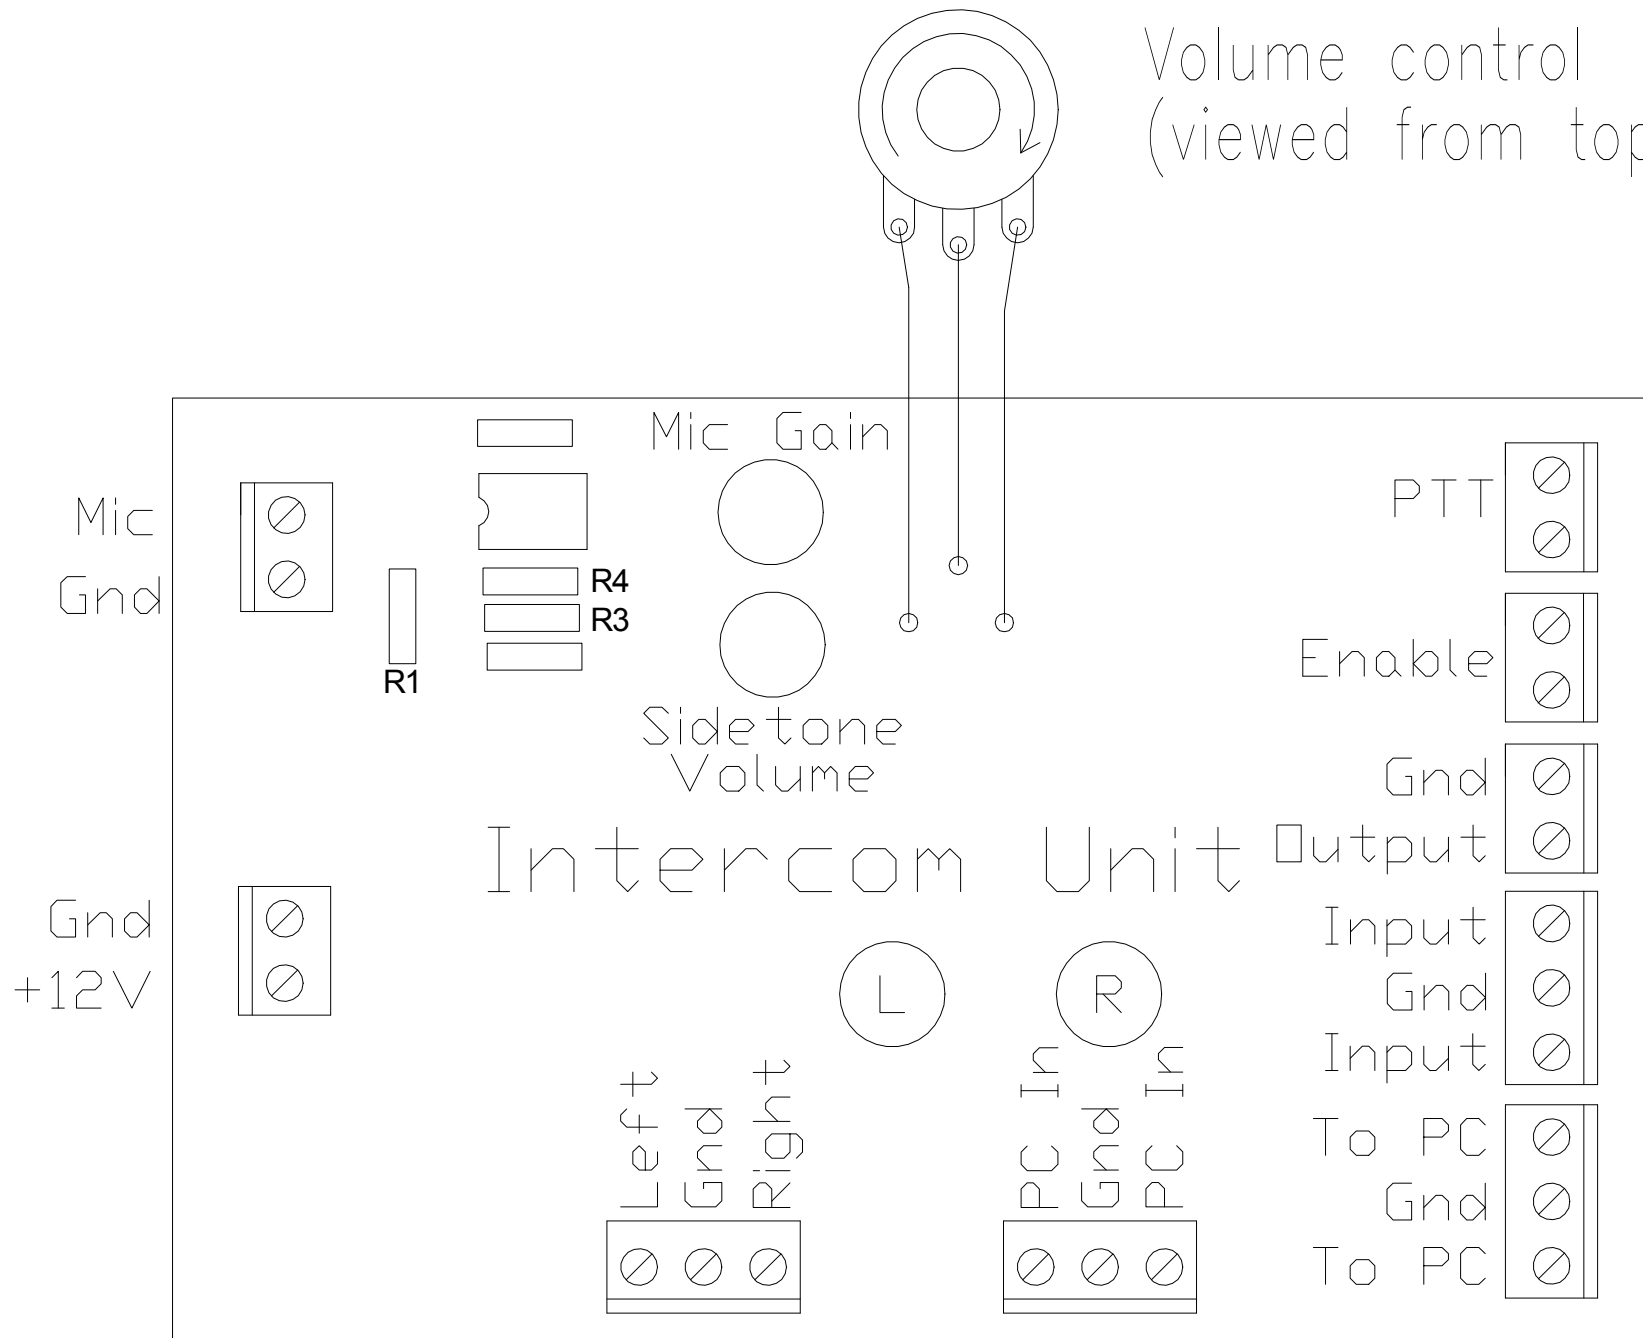 Volume control
(viewed from top
Mic Gain
Mic
Gnd
R4
R3
R1
Sidetone
Volume
PTT
Enable
Gnd
Output
Intercom Unit
Gnd
+12V
Input
Gnd
Input
L
R
Left
Gnd
Right
PC In
Gnd
PC In
To PC
Gnd
To PC